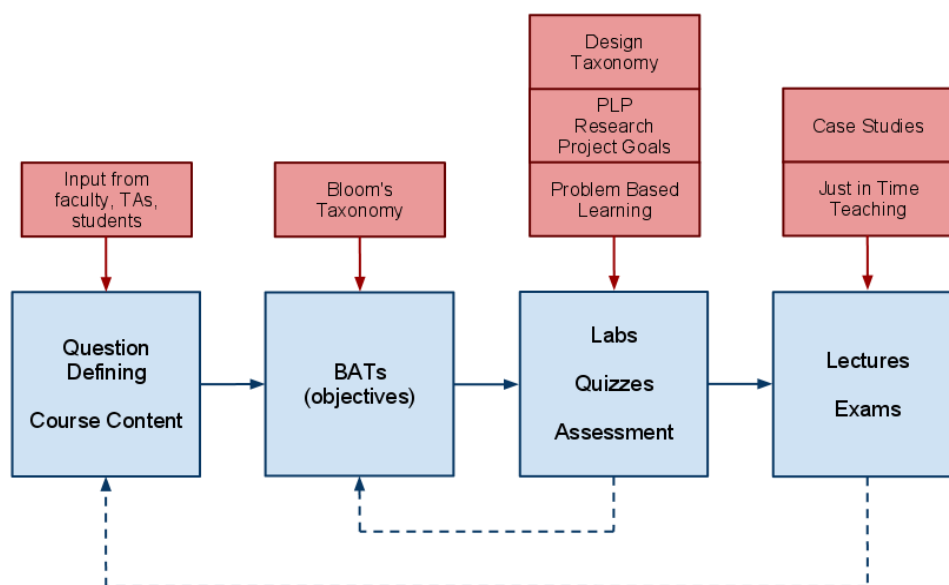 Design
Taxonomy
PLP
Research
Project Goals
Case Studies
Input from
faculty, TAs,
students
Bloom's
Taxonomy
Problem Based
Learning
Just in Time
Teaching
Question
Defining
Course Content
BATs
(objectives)
Labs
Quizzes
Assessment
Lectures
Exams